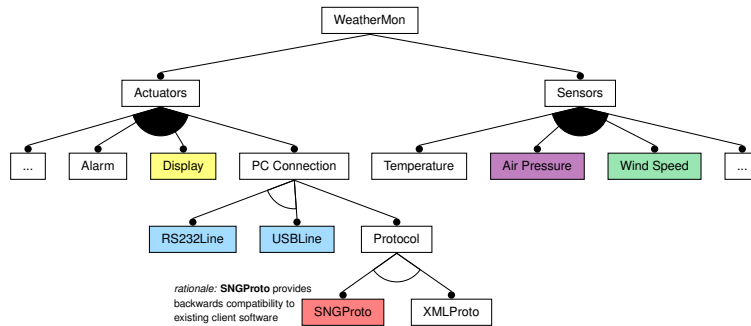 WeatherMon
Actuators
Sensors
...
Alarm
Display
PC Connection
Temperature
Air Pressure
Wind Speed
...
RS232Line
USBLine
Protocol
rationale: SNGProto provides
backwards compatibility to
existing client software
SNGProto
XMLProto